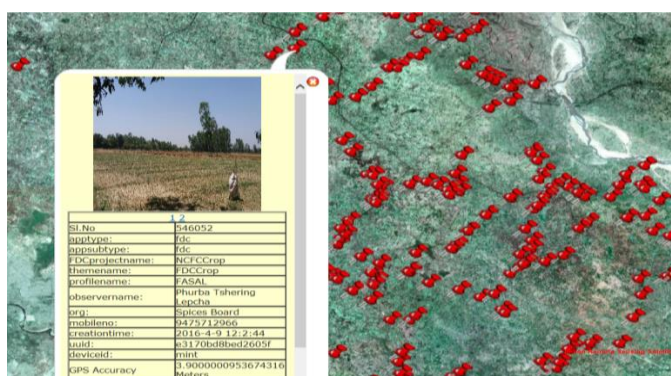 1 2
Sl.No 546052
apptype: fdc
appsubtype: fdc
FDCprojectname: NCFCCrop
themename: FDCCrop
profilename: FASAL
observername: Phurba Tshering
Lepcha
org: Spices Board
mobileno: 9475712966
creationtime: 2016-4-9 12:2:44
uuid: e3170bd8bed2605f
deviceid: mint
GPS Accuracy 3.9000000953674316
Meters